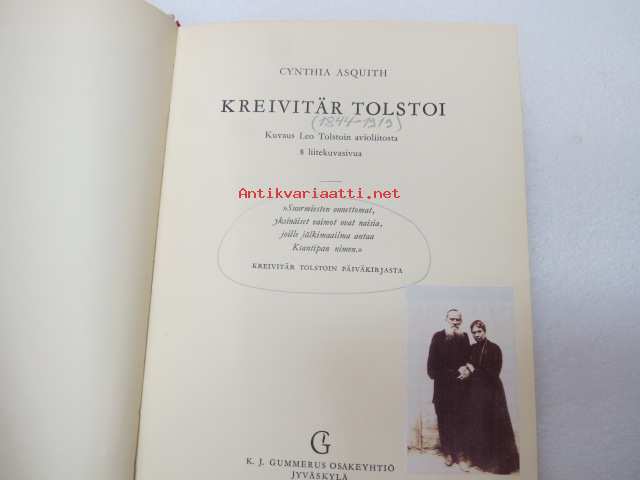 CYNTHIA ASQUITH
KREIVITÄR TOLSTOI
(1844-1919)
Kuvaus Leo Tolstoin avioliitosta
8 liitekuvasivua
Antikvariaatti.net
»Suurmiesten onnettomat,
yksinäiset vaimot ovat naisia,
joille jälkimaailma antaa
Ksantipan nimen.»
KREIVITÄR TOLSTOIN PÄIVÄKIRJASTA
G
K. J. GUMMERUS OSAKEYHTIÖ
JYVÄSKYLÄ